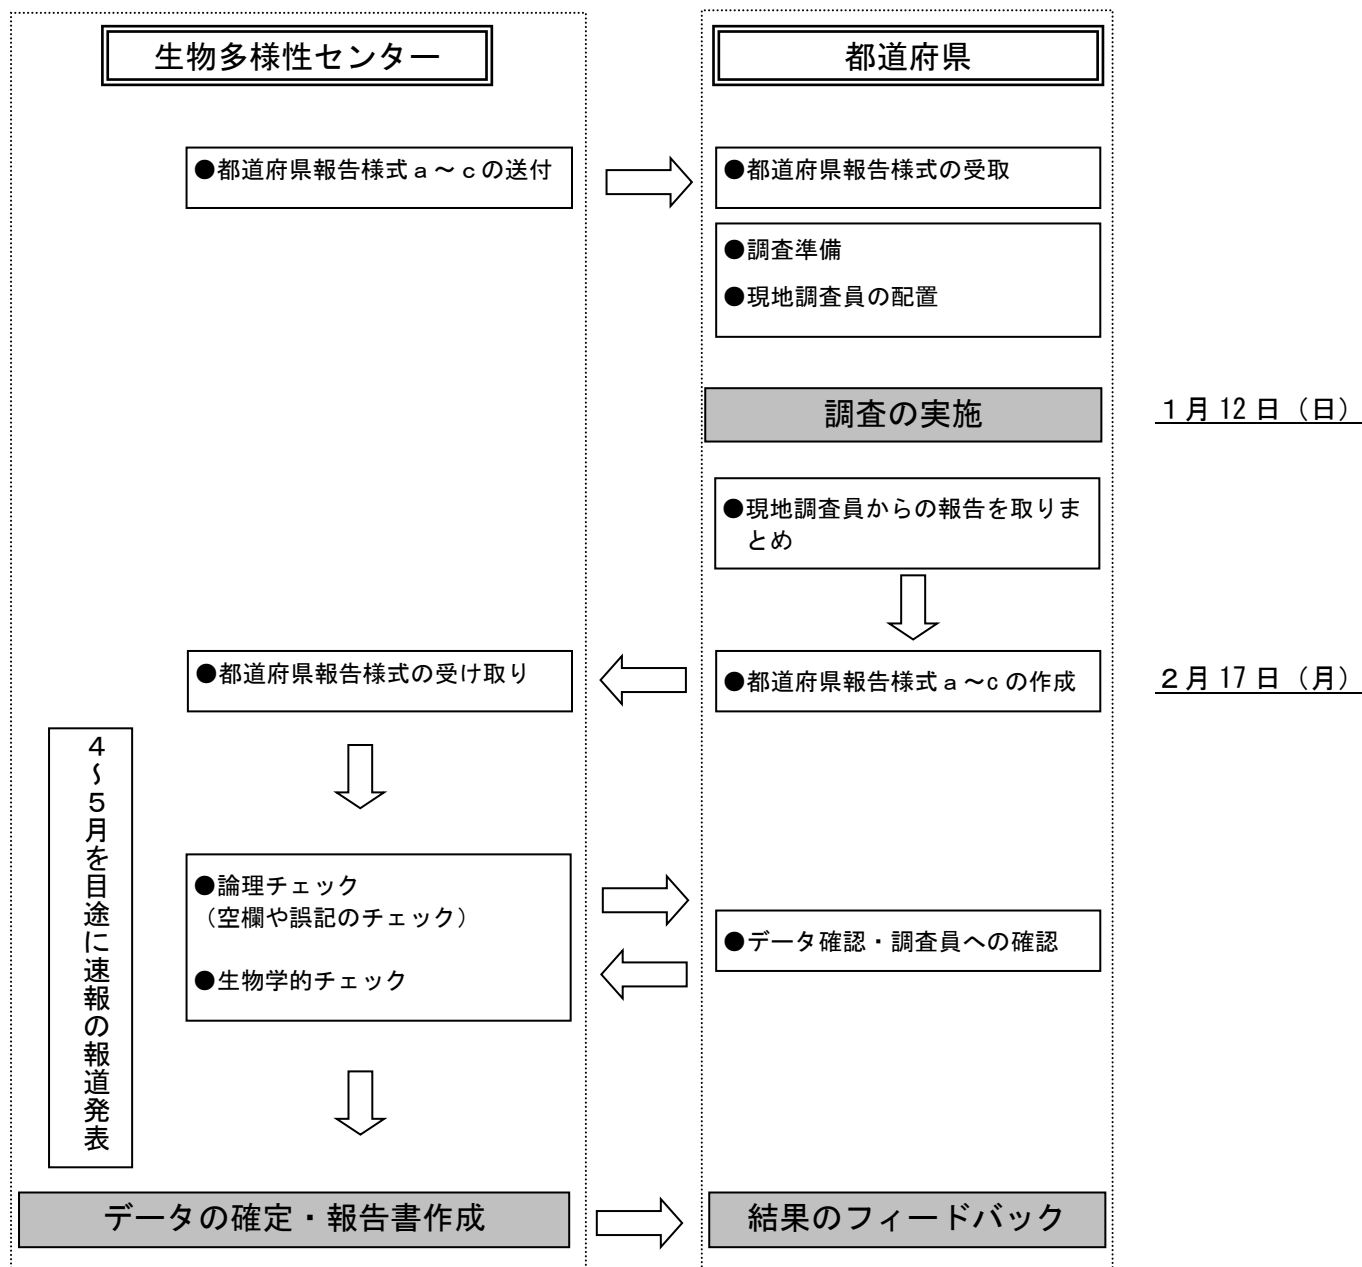 生物多様性センター
都道府県
●都道府県報告様式ａ～ｃの送付
●都道府県報告様式の受取
●調査準備
●現地調査員の配置
調査の実施
１月 12 日（日）
●現地調査員からの報告を取りま
とめ
●都道府県報告様式の受け取り
●都道府県報告様式ａ～c の作成
２月 17 日（月）
４～５月を目途に速報の報道発表
●論理チェック
（空欄や誤記のチェック）
●生物学的チェック
●データ確認・調査員への確認
データの確定・報告書作成
結果のフィードバック